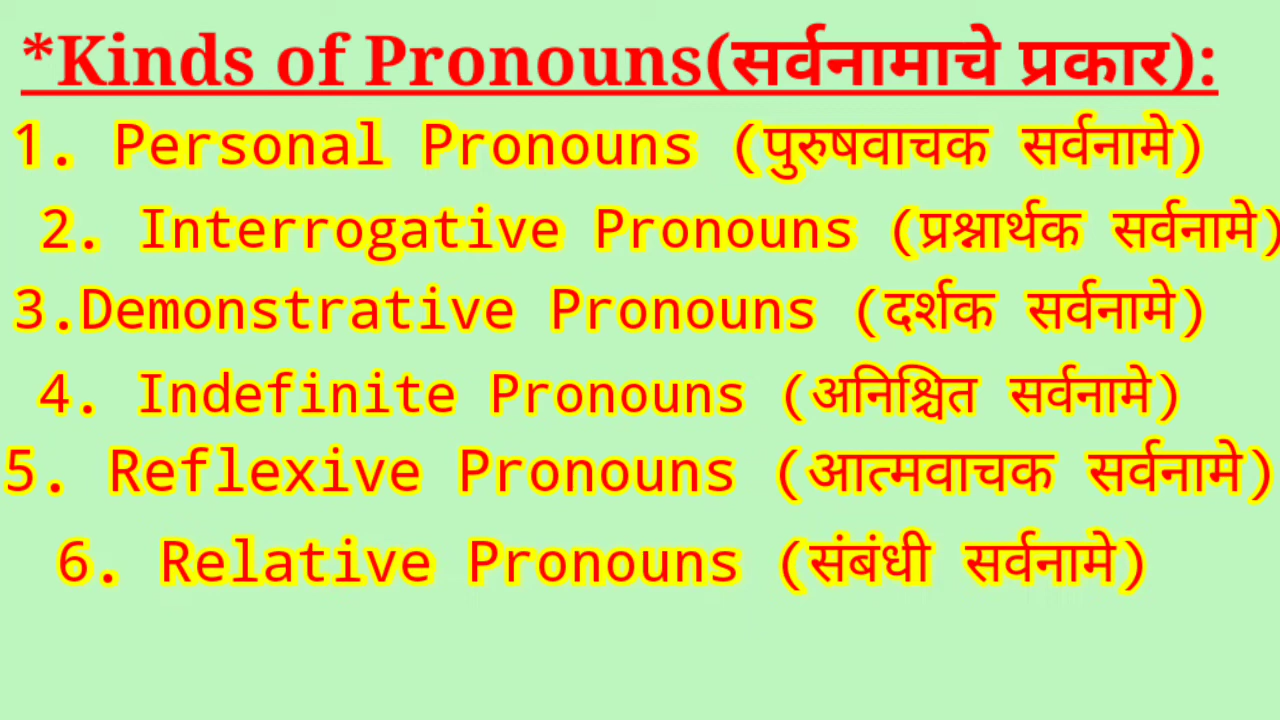 *Kinds of Pronouns(सर्वनामाचे प्रकार):
1. Personal Pronouns (पुरुषवाचक सर्वनामे)
2. Interrogative Pronouns (प्रश्नार्थक सर्वनामे)
3.Demonstrative Pronouns (दर्शक सर्वनामे)
4. Indefinite Pronouns (अनिश्चित सर्वनामे)
5. Reflexive Pronouns (आत्मवाचक सर्वनामे)
6. Relative Pronouns (संबंधी सर्वनामे)